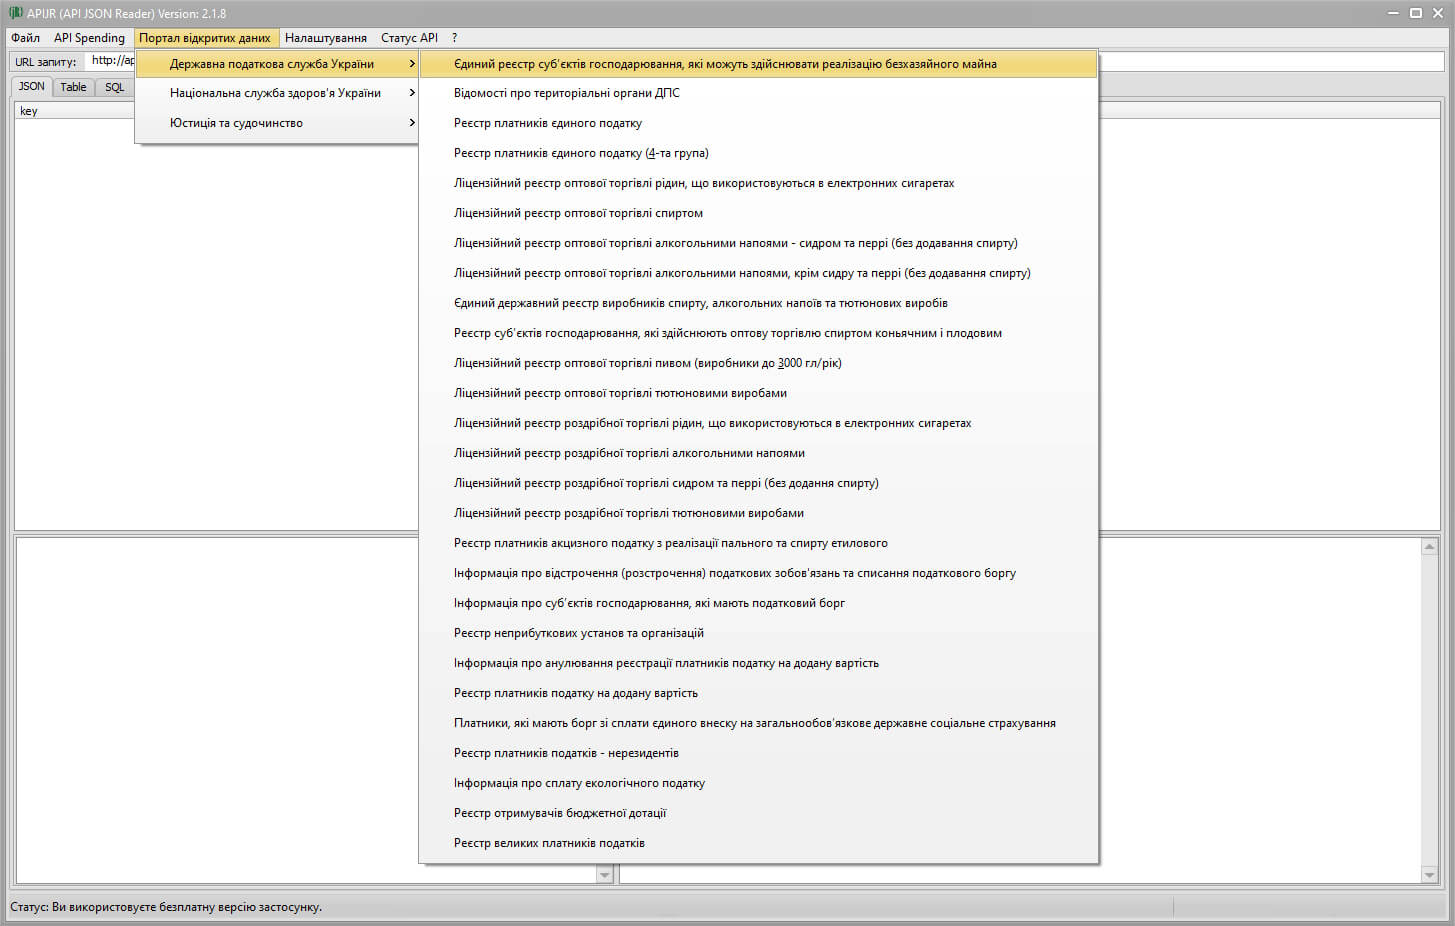 APIJR (API JSON Reader) Version: 2.1.8
Файл API Spending Портал відкритих даних Налаштування Статус API ?
URL запиту: http://ap
JSON Table SQL
key
Державна податкова служба України
Національна служба здоров'я України
Юстиція та судочинство
Єдиний реєстр суб'єктів господарювання, які можуть здійснювати реалізацію безхазяйного майна
Відомості про територіальні органи ДПС
Реєстр платників єдиного податку
Реєстр платників єдиного податку (4-та група)
Ліцензійний реєстр оптової торгівлі рідин, що використовуються в електронних сигаретах
Ліцензійний реєстр оптової торгівлі спиртом
Ліцензійний реєстр оптової торгівлі алкогольними напоями - сидром та перрі (без додавання спирту)
Ліцензійний реєстр оптової торгівлі алкогольними напоями, крім сидру та перрі (без додавання спирту)
Єдиний державний реєстр виробників спирту, алкогольних напоїв та тютюнових виробів
Реєстр суб'єктів господарювання, які здійснюють оптову торгівлю спиртом коньячним і плодовим
Ліцензійний реєстр оптової торгівлі пивом (виробники до 3000 гл/рік)
Ліцензійний реєстр оптової торгівлі тютюновими виробами
Ліцензійний реєстр роздрібної торгівлі рідин, що використовуються в електронних сигаретах
Ліцензійний реєстр роздрібної торгівлі алкогольними напоями
Ліцензійний реєстр роздрібної торгівлі сидром та перрі (без додання спирту)
Ліцензійний реєстр роздрібної торгівлі тютюновими виробами
Реєстр платників акцизного податку з реалізації пального та спирту етилового
Інформація про відстрочення (розстрочення) податкових зобов'язань та списання податкового боргу
Інформація про суб'єктів господарювання, які мають податковий борг
Реєстр неприбуткових установ та організацій
Інформація про анулювання реєстрації платників податку на додану вартість
Реєстр платників податку на додану вартість
Платники, які мають борг зі сплати єдиного внеску на загальнообов'язкове державне соціальне страхування
Реєстр платників податків - нерезидентів
Інформація про сплату екологічного податку
Реєстр отримувачів бюджетної дотації
Реєстр великих платників податків
Статус: Ви використовуєте безплатну версію застосунку.